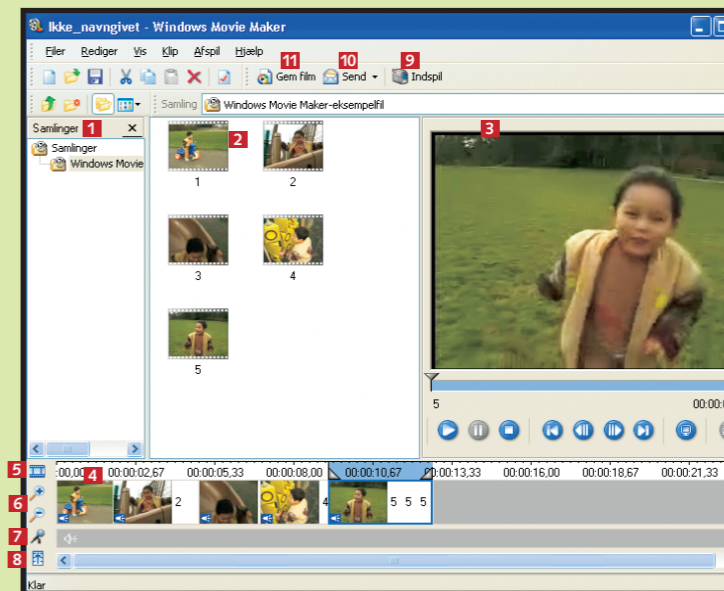 Ikke_navngivet - Windows Movie Maker
Filer Rediger Vis Klip Afspil Hjælp
11 10 9
Gem film Send Indspil
Samling Windows Movie Maker-eksempelfil
Samlinger 1
Samlinger
Windows Movie
2
3
1 2
3 4
5
5
5 4
00:00:02,67 00:00:05,33 00:00:08,00 00:00:10,67 00:00:13,33 00:00:16,00 00:00:18,67 00:00:21,33
6
2 4 5 5 5
7
8
Klar